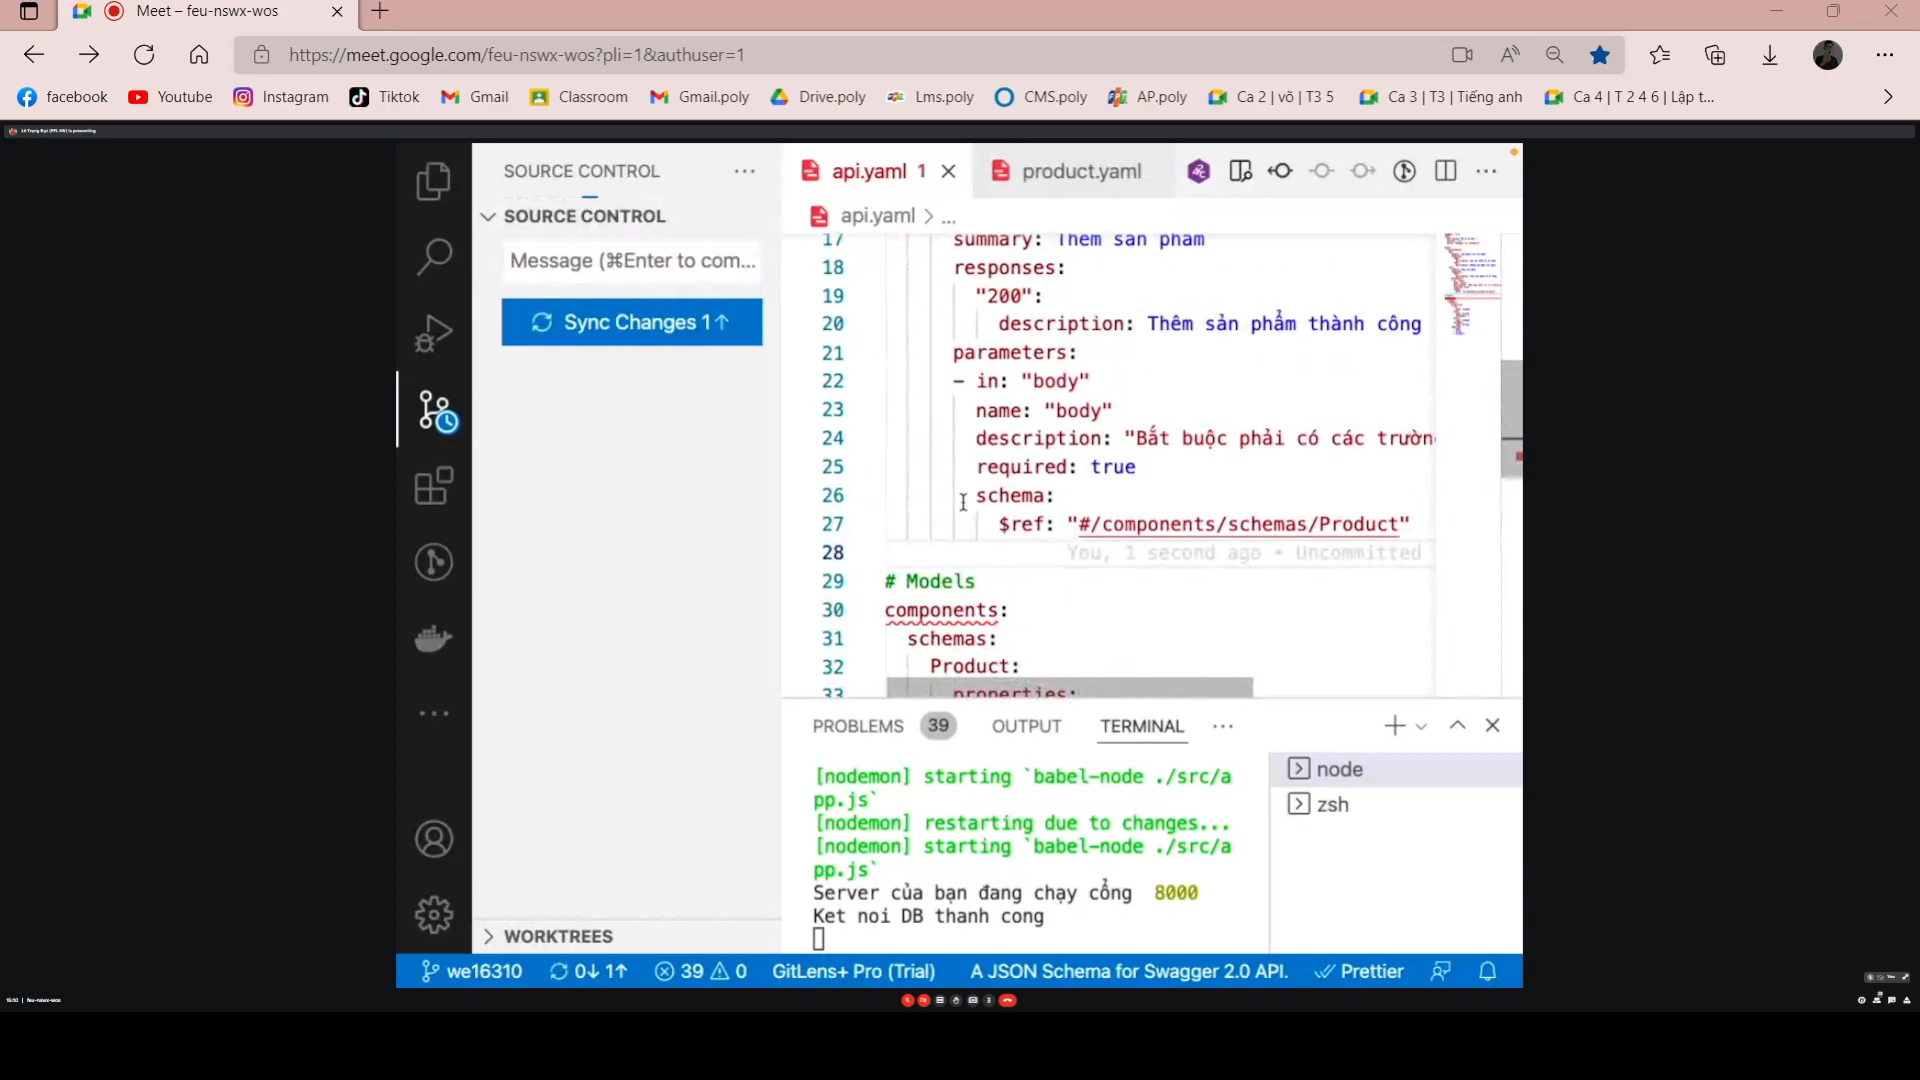 Meet – feu-nswx-wos
https://meet.google.com/feu-nswx-wos?pli=1&authuser=1
facebook Youtube Instagram Tiktok Gmail Classroom Gmail.poly Drive.poly Lms.poly CMS.poly AP.poly Ca 2 | võ | T3 5 Ca 3 | T3 | Tiếng anh Ca 4 | T 2 4 6 | Lập t...
SOURCE CONTROL
SOURCE CONTROL
Message (⌘Enter to com...
Sync Changes 1↑
WORKTREES
api.yaml 1 product.yaml
api.yaml > ...
17 summary: Them san pham
18 responses:
19 "200":
20 description: Thêm sản phẩm thành công
21 parameters:
22 - in: "body"
23 name: "body"
24 description: "Bắt buộc phải có các trườn
25 required: true
26 schema:
27 $ref: "#/components/schemas/Product"
28 You, 1 second ago • Uncommitted
29 # Models
30 components:
31 schemas:
32 Product:
33 properties:
PROBLEMS 39 OUTPUT TERMINAL
[nodemon] starting `babel-node ./src/a
pp.js`
[nodemon] restarting due to changes...
[nodemon] starting `babel-node ./src/a
pp.js`
Server của bạn đang chạy cổng 8000
Ket noi DB thanh cong
node
zsh
we16310 0↓ 1↑ 39 0 GitLens+ Pro (Trial) A JSON Schema for Swagger 2.0 API. Prettier
15:10 | feu-nswx-wos